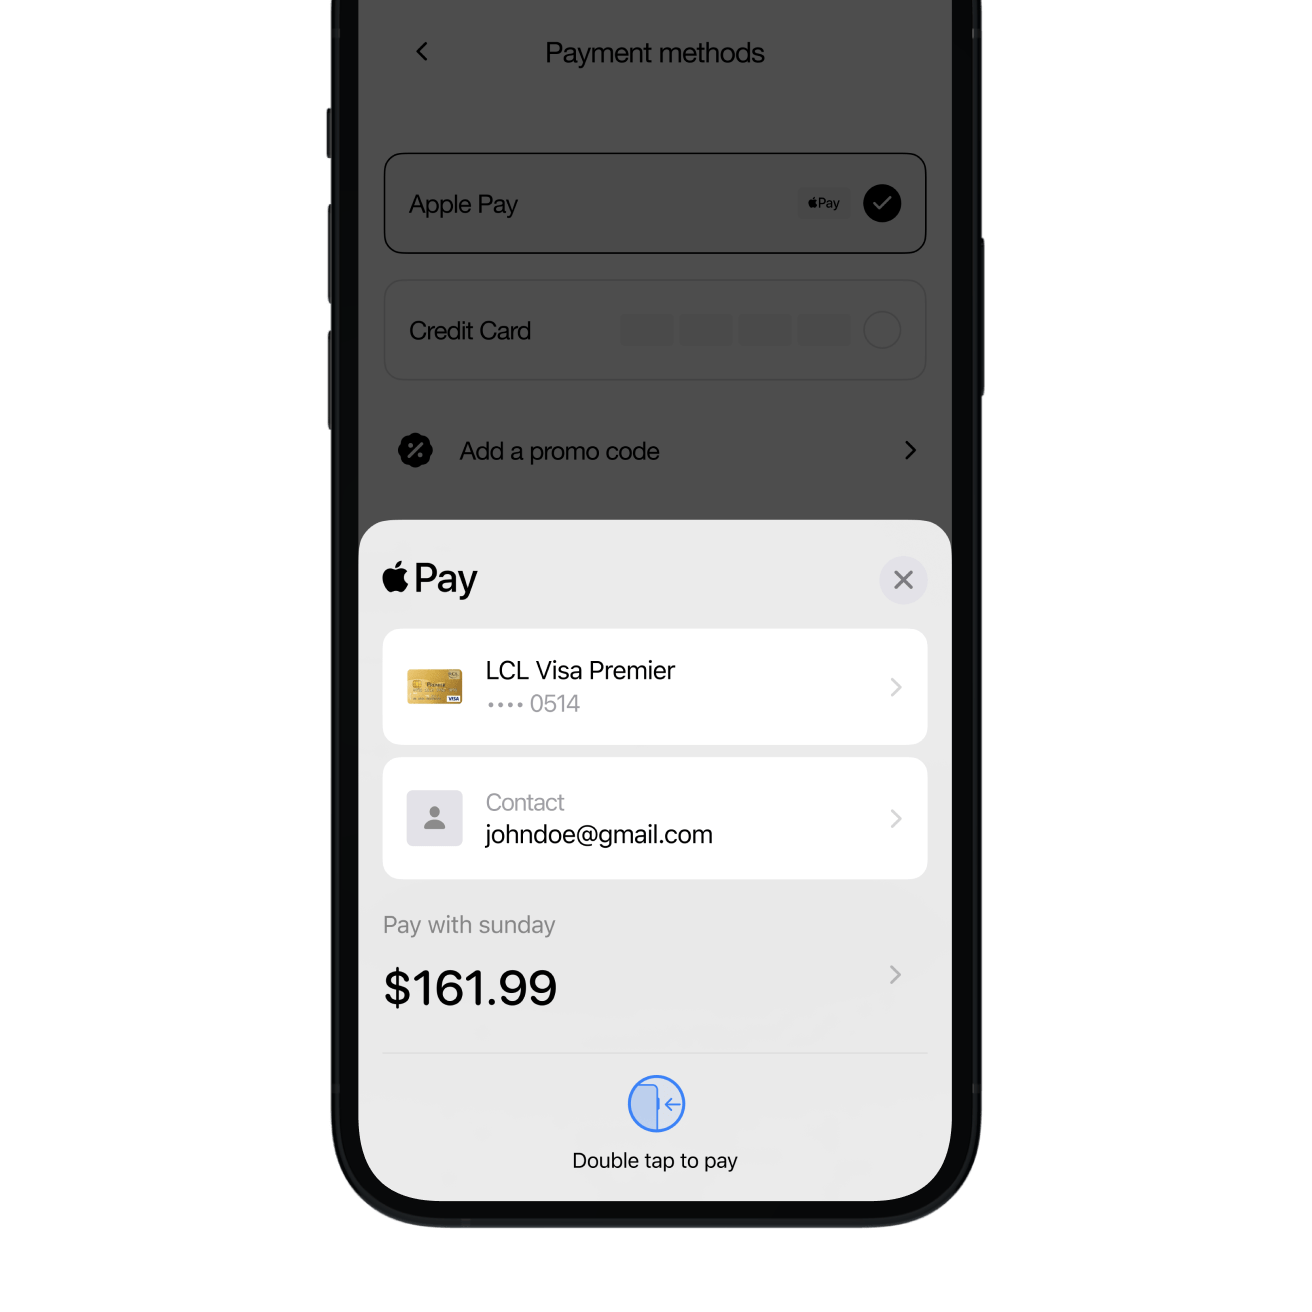 Payment methods
Apple Pay
Pay
Credit Card
Add a promo code
Pay
LCL Visa Premier
•••• 0514
Contact
johndoe@gmail.com
Pay with sunday
$161.99
Double tap to pay